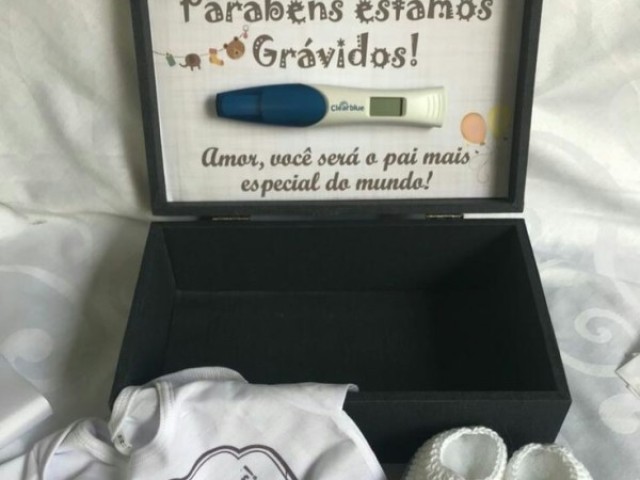 Parabéns estamos
Grávidos!
Clearblue
Amor, você será o pai mais
especial do mundo!